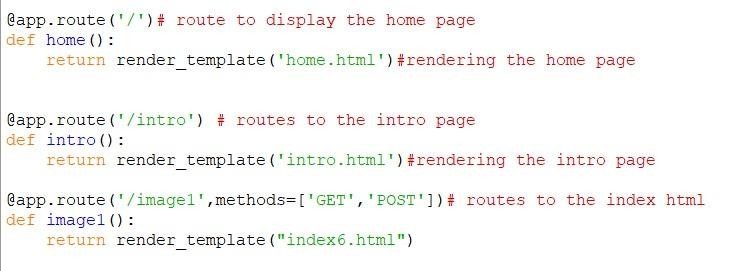 @app.route('/')# route to display the home page
def home():
    return render_template('home.html')#rendering the home page
@app.route('/intro') # routes to the intro page
def intro():
    return render_template('intro.html')#rendering the intro page
@app.route('/image1',methods=['GET','POST'])# routes to the index html
def image1():
    return render_template("index6.html")